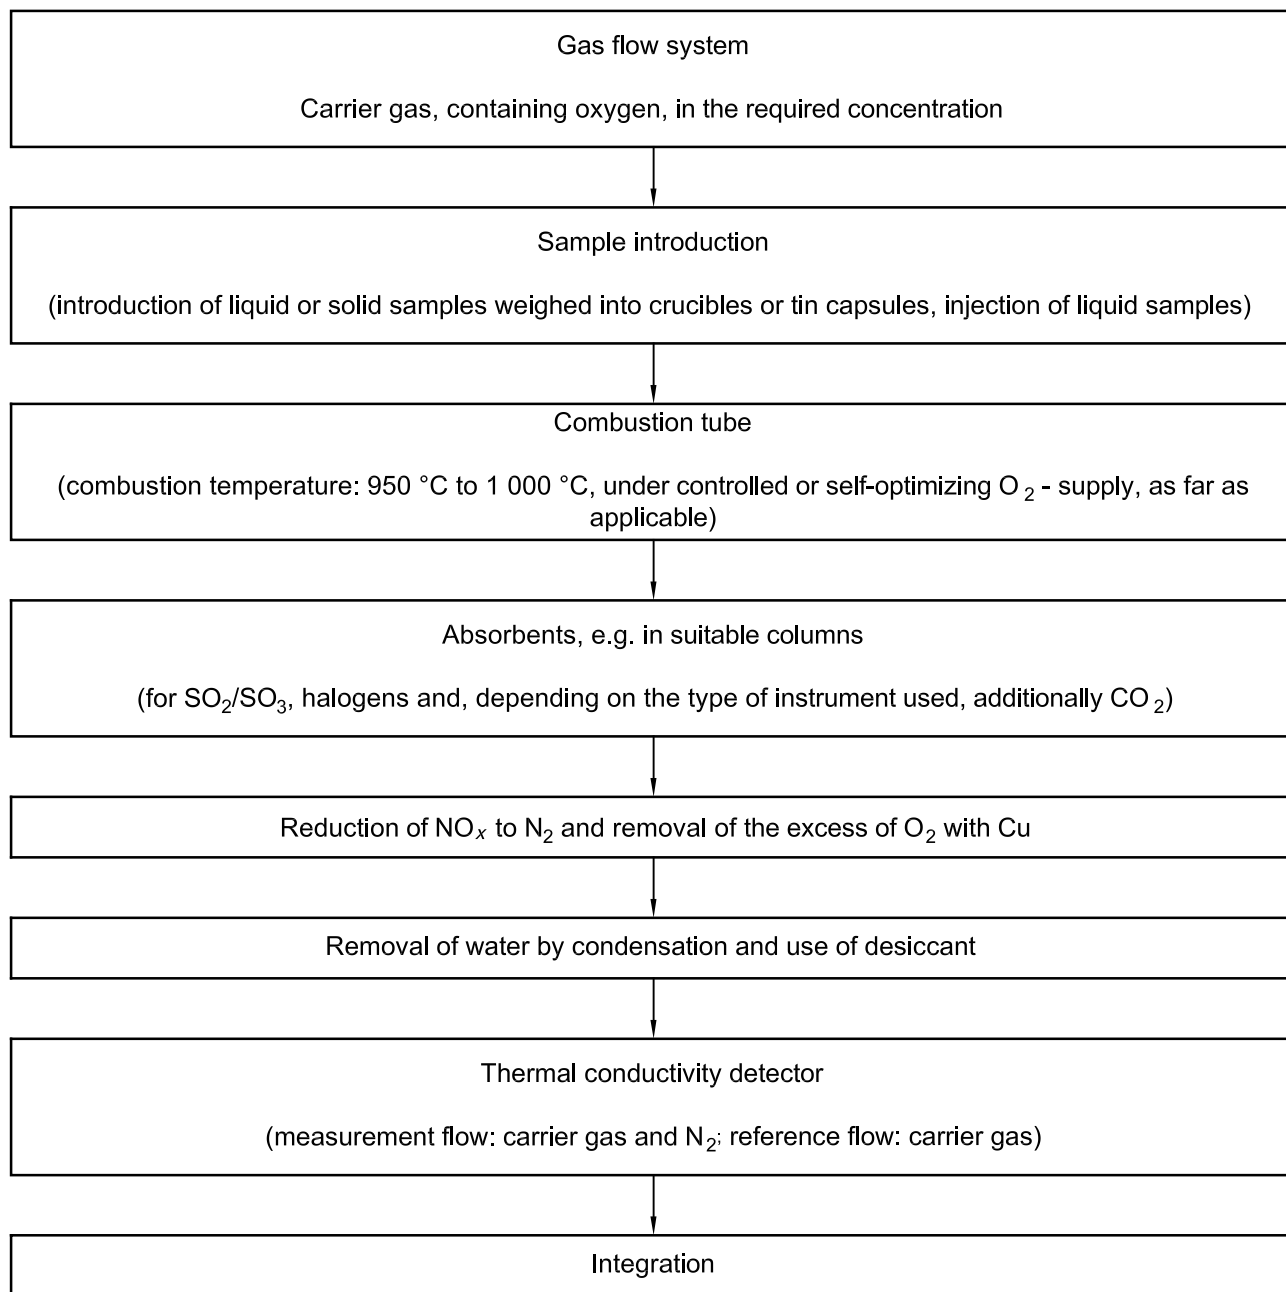 Gas flow system
Carrier gas, containing oxygen, in the required concentration
Sample introduction
(introduction of liquid or solid samples weighed into crucibles or tin capsules, injection of liquid samples)
Combustion tube
(combustion temperature: 950 °C to 1 000 °C, under controlled or self-optimizing O₂ - supply, as far as
applicable)
Absorbents, e.g. in suitable columns
(for SO₂/SO₃, halogens and, depending on the type of instrument used, additionally CO₂)
Reduction of NOₓ to N₂ and removal of the excess of O₂ with Cu
Removal of water by condensation and use of desiccant
Thermal conductivity detector
(measurement flow: carrier gas and N₂; reference flow: carrier gas)
Integration